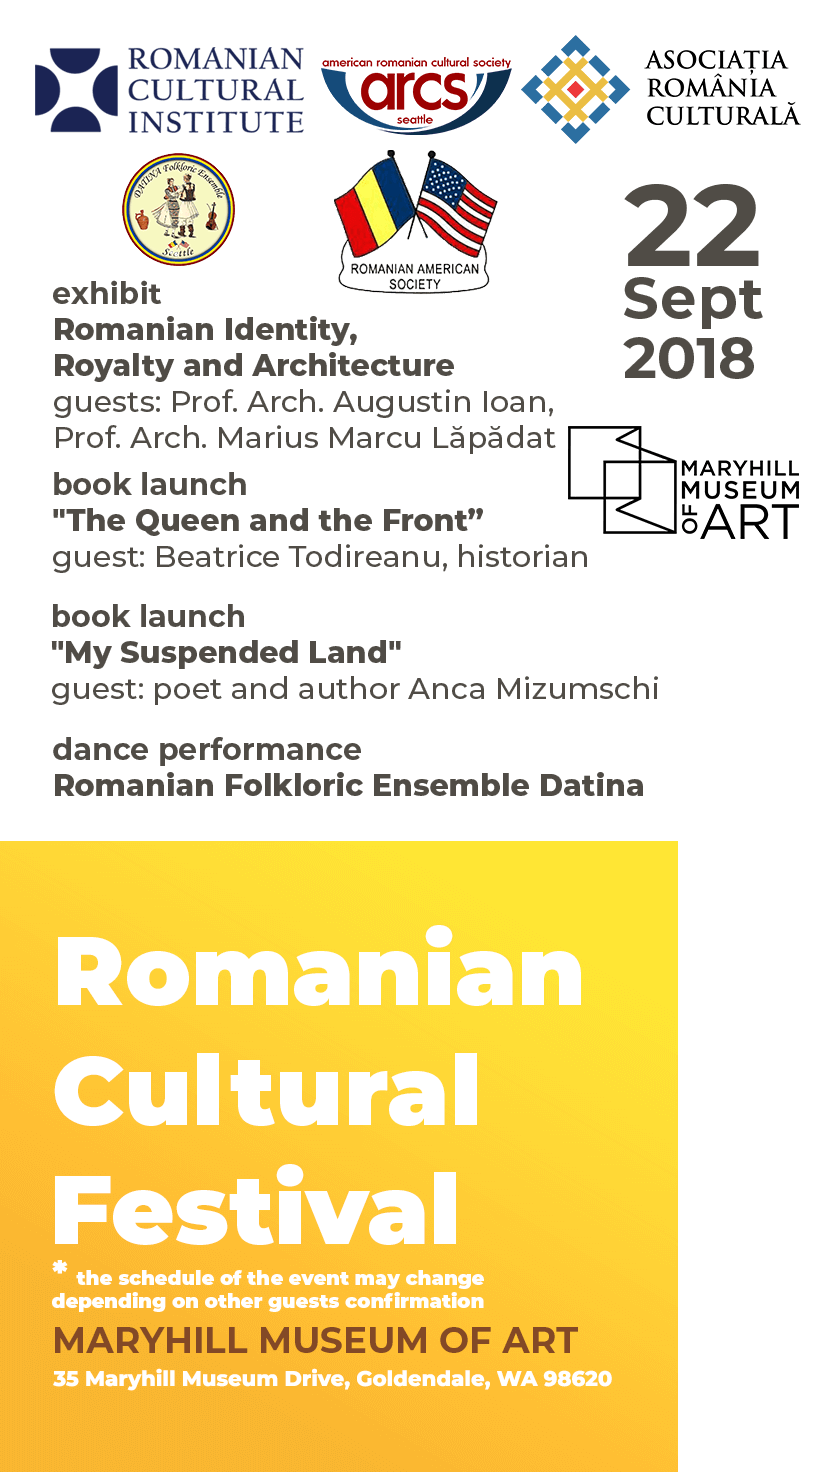 ROMANIAN
CULTURAL
INSTITUTE
american romanian cultural society
arcs
seattle
ASOCIAȚIA
ROMÂNIA
CULTURALĂ
DATINA Folkloric Ensemble
Seattle
ROMANIAN AMERICAN
SOCIETY
22
Sept
2018
exhibit
Romanian Identity,
Royalty and Architecture
guests: Prof. Arch. Augustin Ioan,
Prof. Arch. Marius Marcu Lăpădat
MARYHILL
MUSEUM
OF ART
book launch
"The Queen and the Front”
guest: Beatrice Todireanu, historian
book launch
"My Suspended Land"
guest: poet and author Anca Mizumschi
dance performance
Romanian Folkloric Ensemble Datina
Romanian
Cultural
Festival
* the schedule of the event may change
depending on other guests confirmation
MARYHILL MUSEUM OF ART
35 Maryhill Museum Drive, Goldendale, WA 98620